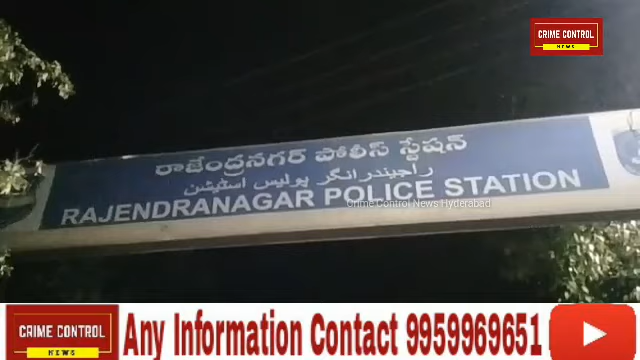 CRIME CONTROL
NEWS
రాజేంద్రనగర్ పోలీస్ స్టేషన్
راجیندرانگر پولیس اسٹیشن
RAJENDRANAGAR POLICE STATION
Crime Control News Hyderabad
CRIME CONTROL
NEWS
Any Information Contact 9959969651